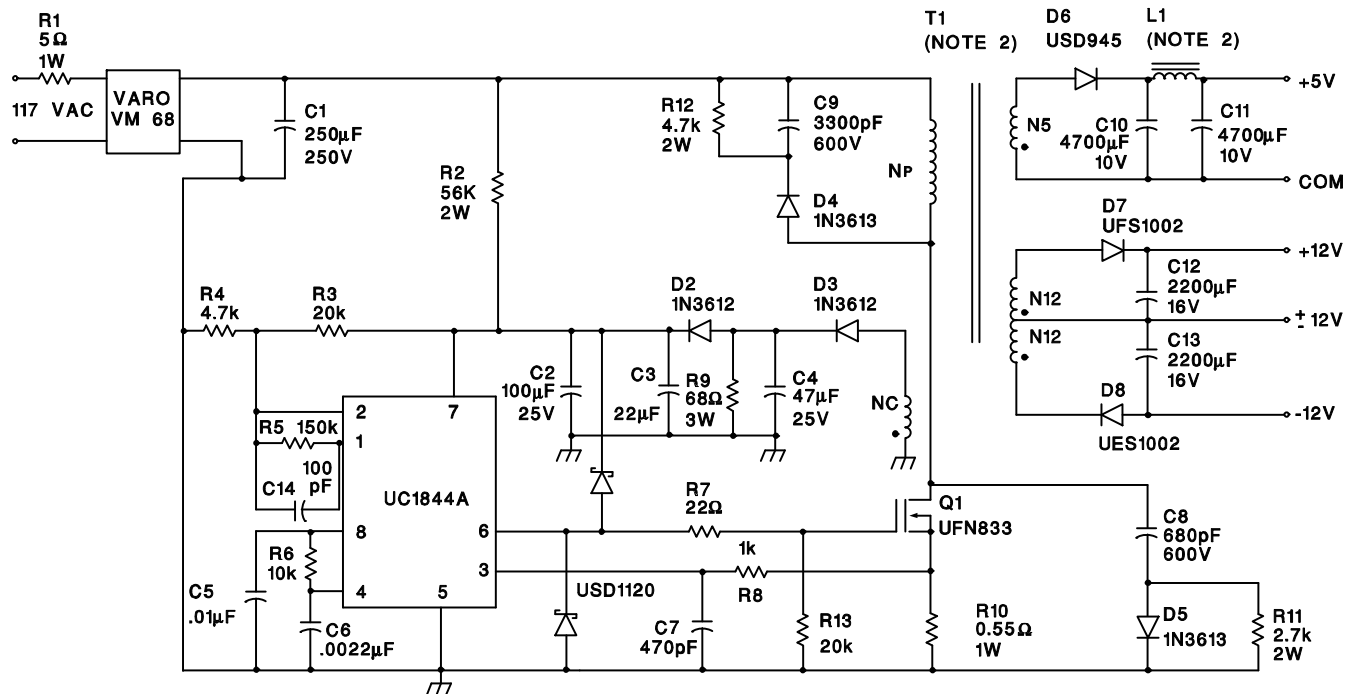 R1
5Ω
1W
117 VAC
VARO
VM 68
C1
250µF
250V
R2
56K
2W
R12
4.7k
2W
C9
3300pF
600V
D4
1N3613
NP
T1
(NOTE 2)
D6
USD945
L1
(NOTE 2)
+5V
N5
C10
4700µF
10V
C11
4700µF
10V
COM
D7
UFS1002
+12V
N12
N12
C12
2200µF
16V
± 12V
C13
2200µF
16V
D8
UES1002
-12V
R4
4.7k
R3
20k
D2
1N3612
D3
1N3612
C2
100µF
25V
C3
22µF
R9
68Ω
3W
C4
47µF
25V
NC
R5 150k
C14
100
pF
2
1
8
4
7
5
6
3
UC1844A
R6
10k
C5
.01µF
C6
.0022µF
USD1120
R7
22Ω
1k
R8
C7
470pF
R13
20k
Q1
UFN833
R10
0.55Ω
1W
C8
680pF
600V
D5
1N3613
R11
2.7k
2W